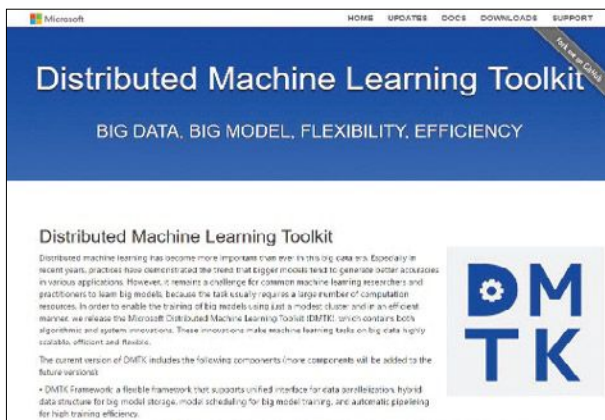 Microsoft
HOME UPDATES DOCS DOWNLOADS SUPPORT
Fork me on GitHub
Distributed Machine Learning Toolkit
BIG DATA, BIG MODEL, FLEXIBILITY, EFFICIENCY
Distributed Machine Learning Toolkit
Distributed machine learning has become more important than ever in this big data era. Especially in
recent years, practices have demonstrated the trend that bigger models tend to generate better accuracies
in various applications. However, it remains a challenge for common machine learning researchers and
practitioners to learn big models, because the task usually requires a large number of computation
resources. In order to enable the training of big models using just a modest cluster and in an efficient
manner, we release the Microsoft Distributed Machine Learning Toolkit (DMTK), which contains both
algorithmic and system innovations. These innovations make machine learning tasks on big data highly
scalable, efficient and flexible.
The current version of DMTK includes the following components (more components will be added to the
future versions):
• DMTK Framework: a flexible framework that supports unified interface for data parallelization, hybrid
data structure for big model storage, model scheduling for big model training, and automatic pipelining
for high training efficiency.
DM
TK